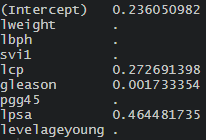 (Intercept) 0.236050982
lweight .
lbph .
svi1 .
lcp 0.272691398
gleason 0.001733354
pgg45 .
lpsa 0.464481735
levelageyoung .